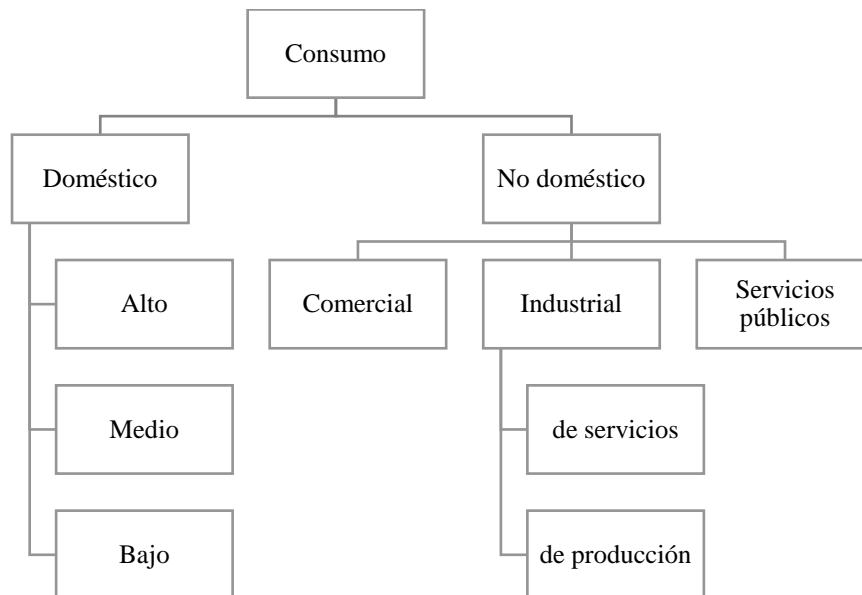 Consumo
Doméstico
No doméstico
Alto
Comercial
Industrial
Servicios
públicos
Medio
de servicios
Bajo
de producción